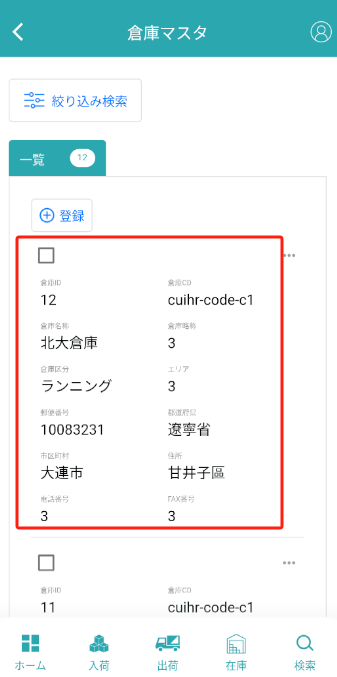 倉庫マスタ
絞り込み検索
一覧 12
登録
倉庫ID 倉庫CD
12 cuihr-code-c1
倉庫名称 倉庫略称
北大倉庫 3
倉庫区分 エリア
ランニング 3
郵便番号 都道府県
10083231 遼寧省
市区町村 住所
大連市 甘井子區
電話番号 FAX番号
3 3
倉庫ID 倉庫CD
11 cuihr-code-c1
ホーム 入荷 出荷 在庫 検索